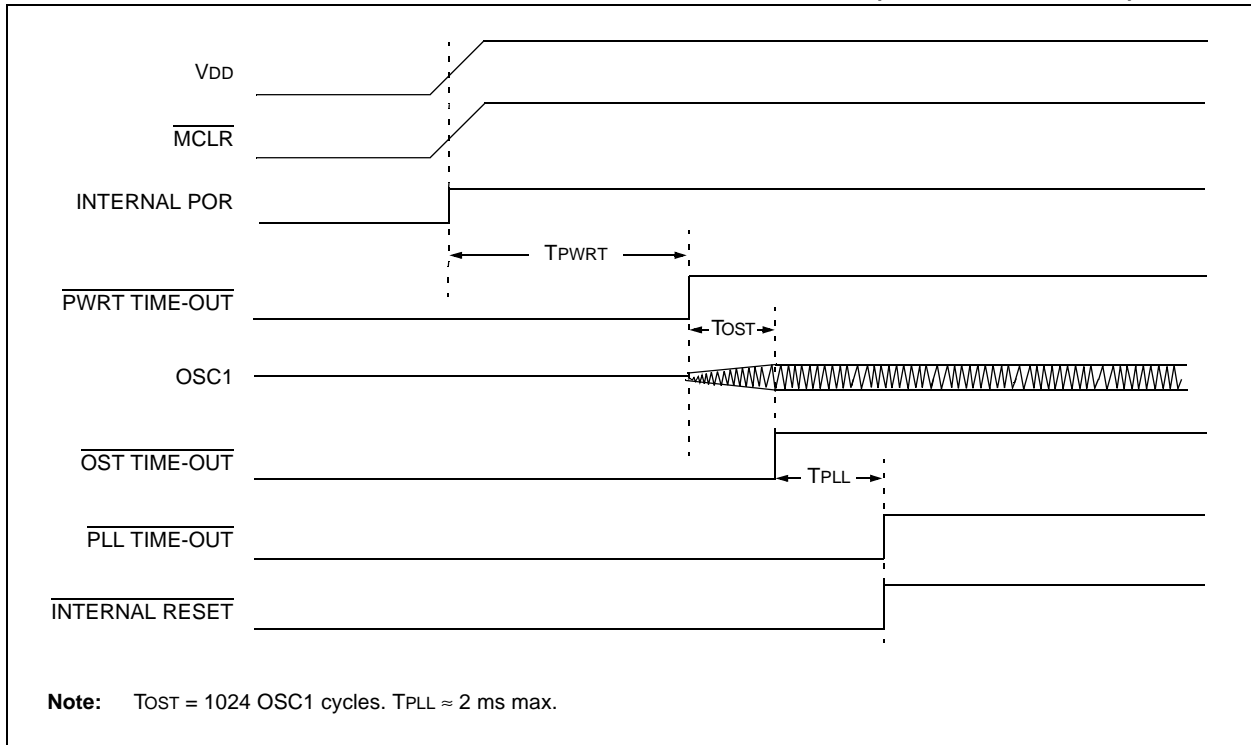 VDD
MCLR
INTERNAL POR
TPWRT
PWRT TIME-OUT
TOST
OSC1
OST TIME-OUT
TPLL
PLL TIME-OUT
INTERNAL RESET
Note: TOST = 1024 OSC1 cycles. TPLL ≈ 2 ms max.